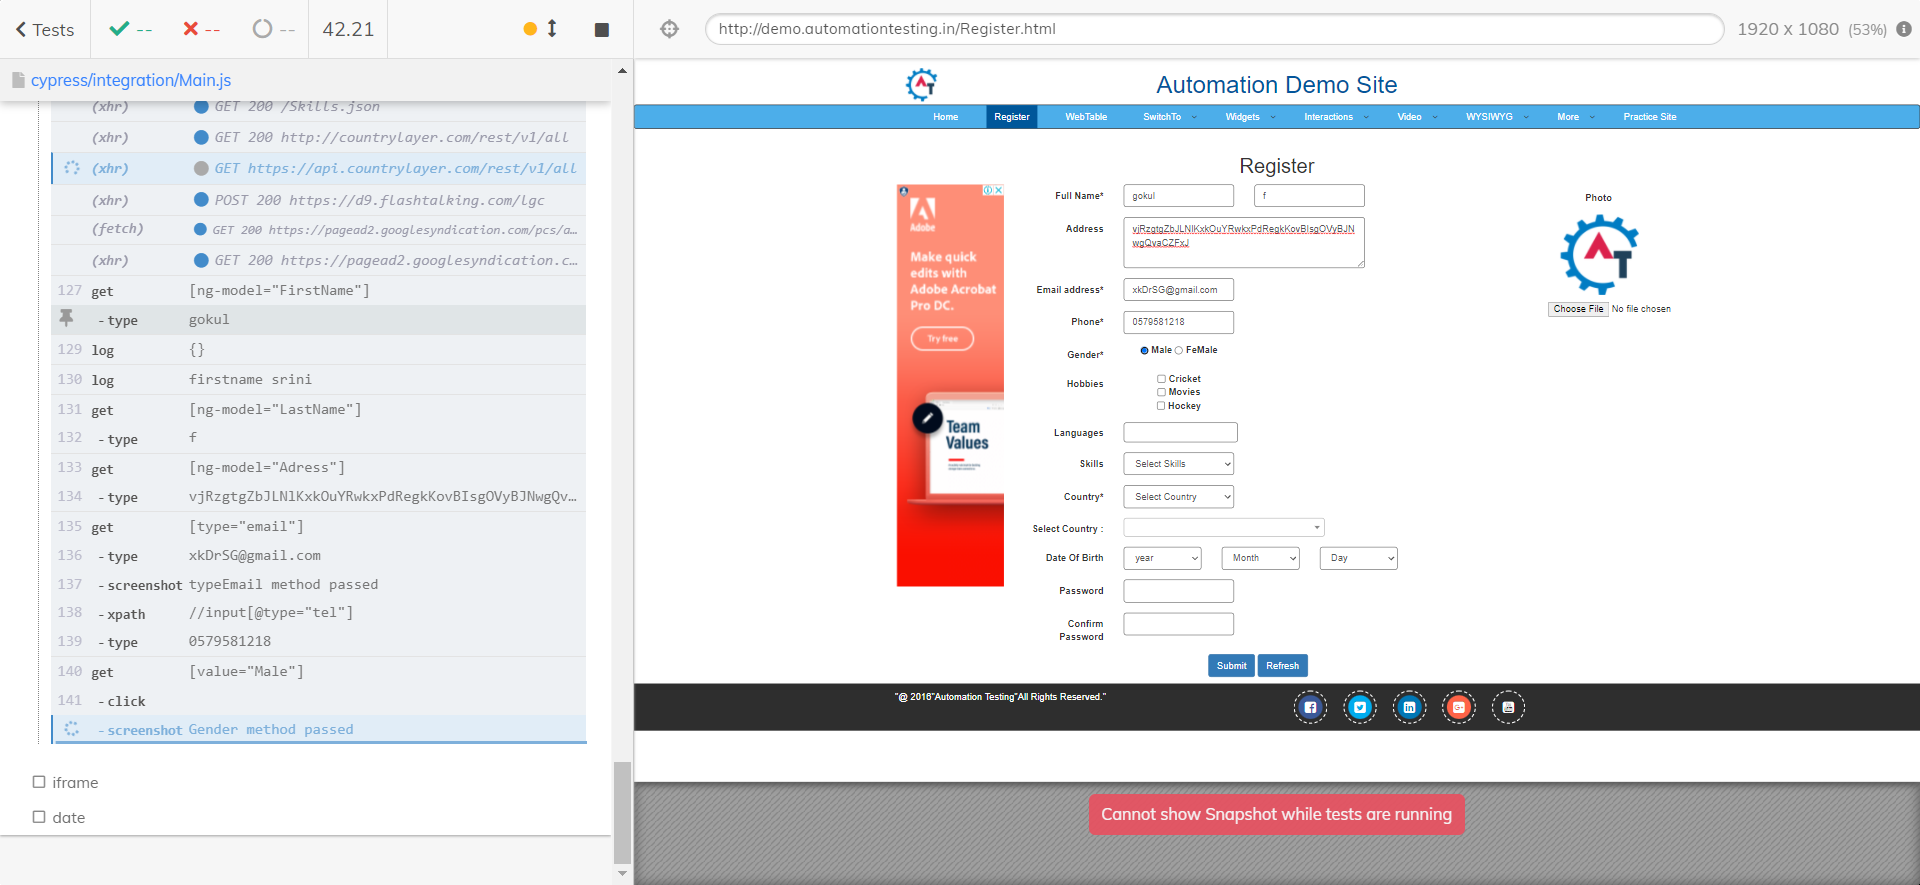 Tests
--
--
--
42.21
http://demo.automationtesting.in/Register.html
1920 x 1080 (53%)
cypress/integration/Main.js
(xhr) GET 200 /Skills.json
(xhr) GET 200 http://countrylayer.com/rest/v1/all
(xhr) GET https://api.countrylayer.com/rest/v1/all
(xhr) POST 200 https://d9.flashtalking.com/lgc
(fetch) GET 200 https://pagead2.googlesyndication.com/pcs/a…
(xhr) GET 200 https://pagead2.googlesyndication.c…
127 get [ng-model="FirstName"]
-type gokul
129 log {}
130 log firstname srini
131 get [ng-model="LastName"]
132 -type f
133 get [ng-model="Adress"]
134 -type vjRzgtgZbJLNlKxkOuYRwkxPdRegkKovBIsgOVyBJNwgQv…
135 get [type="email"]
136 -type xkDrSG@gmail.com
137 -screenshot typeEmail method passed
138 -xpath //input[@type="tel"]
139 -type 0579581218
140 get [value="Male"]
141 -click
-screenshot Gender method passed
iframe
date
AT
Automation Demo Site
Home Register WebTable SwitchTo Widgets Interactions Video WYSIWYG More Practice Site
Register
Adobe
Make quick
edits with
Adobe Acrobat
Pro DC.
Try free
Team
Values
Full Name* gokul f
Address vjRzgtgZbJLNlKxkOuYRwkxPdRegkKovBIsgOVyBJN
wgQvaCZFxJ
Email address* xkDrSG@gmail.com
Phone* 0579581218
Gender* Male FeMale
Hobbies Cricket
Movies
Hockey
Languages
Skills Select Skills
Country* Select Country
Select Country :
Date Of Birth year Month Day
Password
Confirm
Password
Photo
AT
Choose File No file chosen
Submit Refresh
"@ 2016"Automation Testing"All Rights Reserved."
Cannot show Snapshot while tests are running